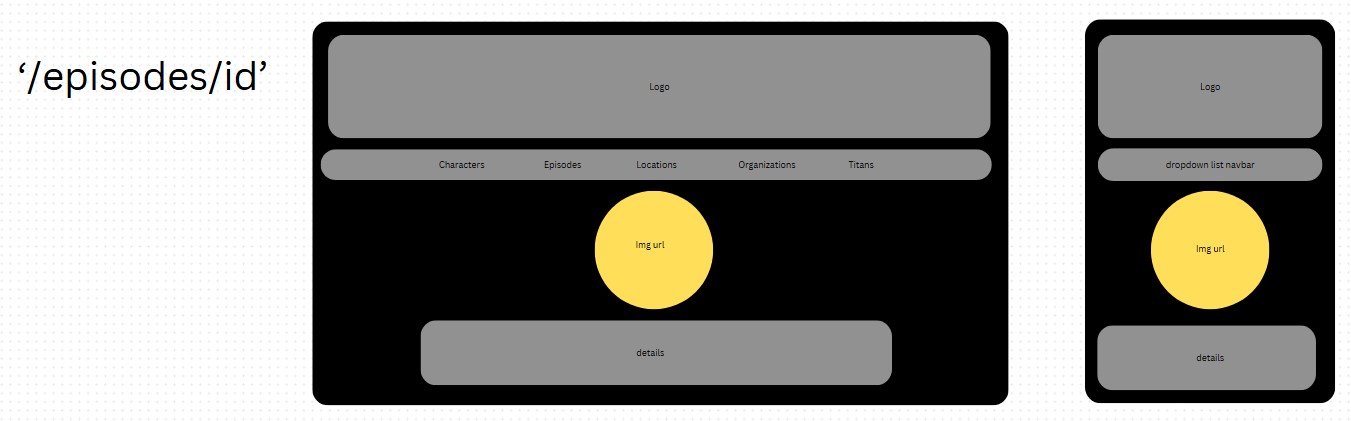 ‘/episodes/id’
Logo
Characters Episodes Locations Organizations Titans
Img url
details
Logo
dropdown list navbar
Img url
details